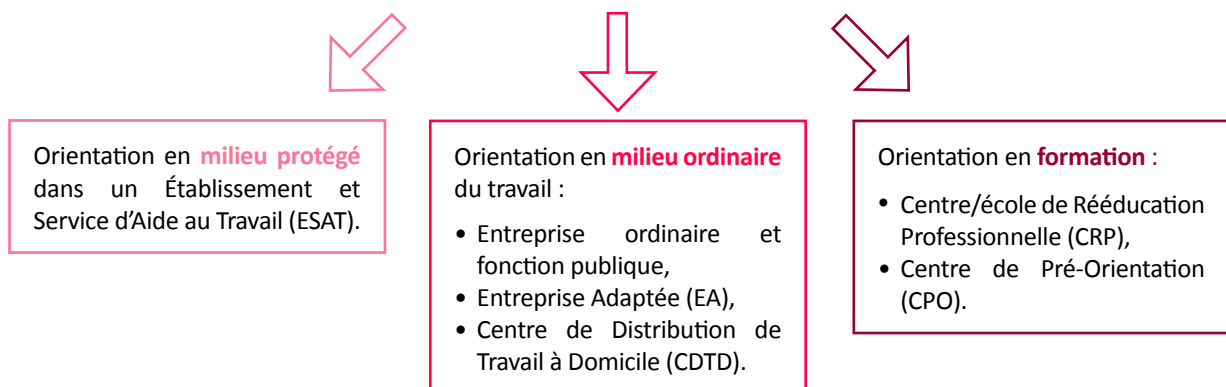 Orientation en milieu protégé
dans un Établissement et
Service d'Aide au Travail (ESAT).
Orientation en milieu ordinaire
du travail :
• Entreprise ordinaire et
fonction publique,
• Entreprise Adaptée (EA),
• Centre de Distribution de
Travail à Domicile (CDTD).
Orientation en formation :
• Centre/école de Rééducation
Professionnelle (CRP),
• Centre de Pré-Orientation
(CPO).